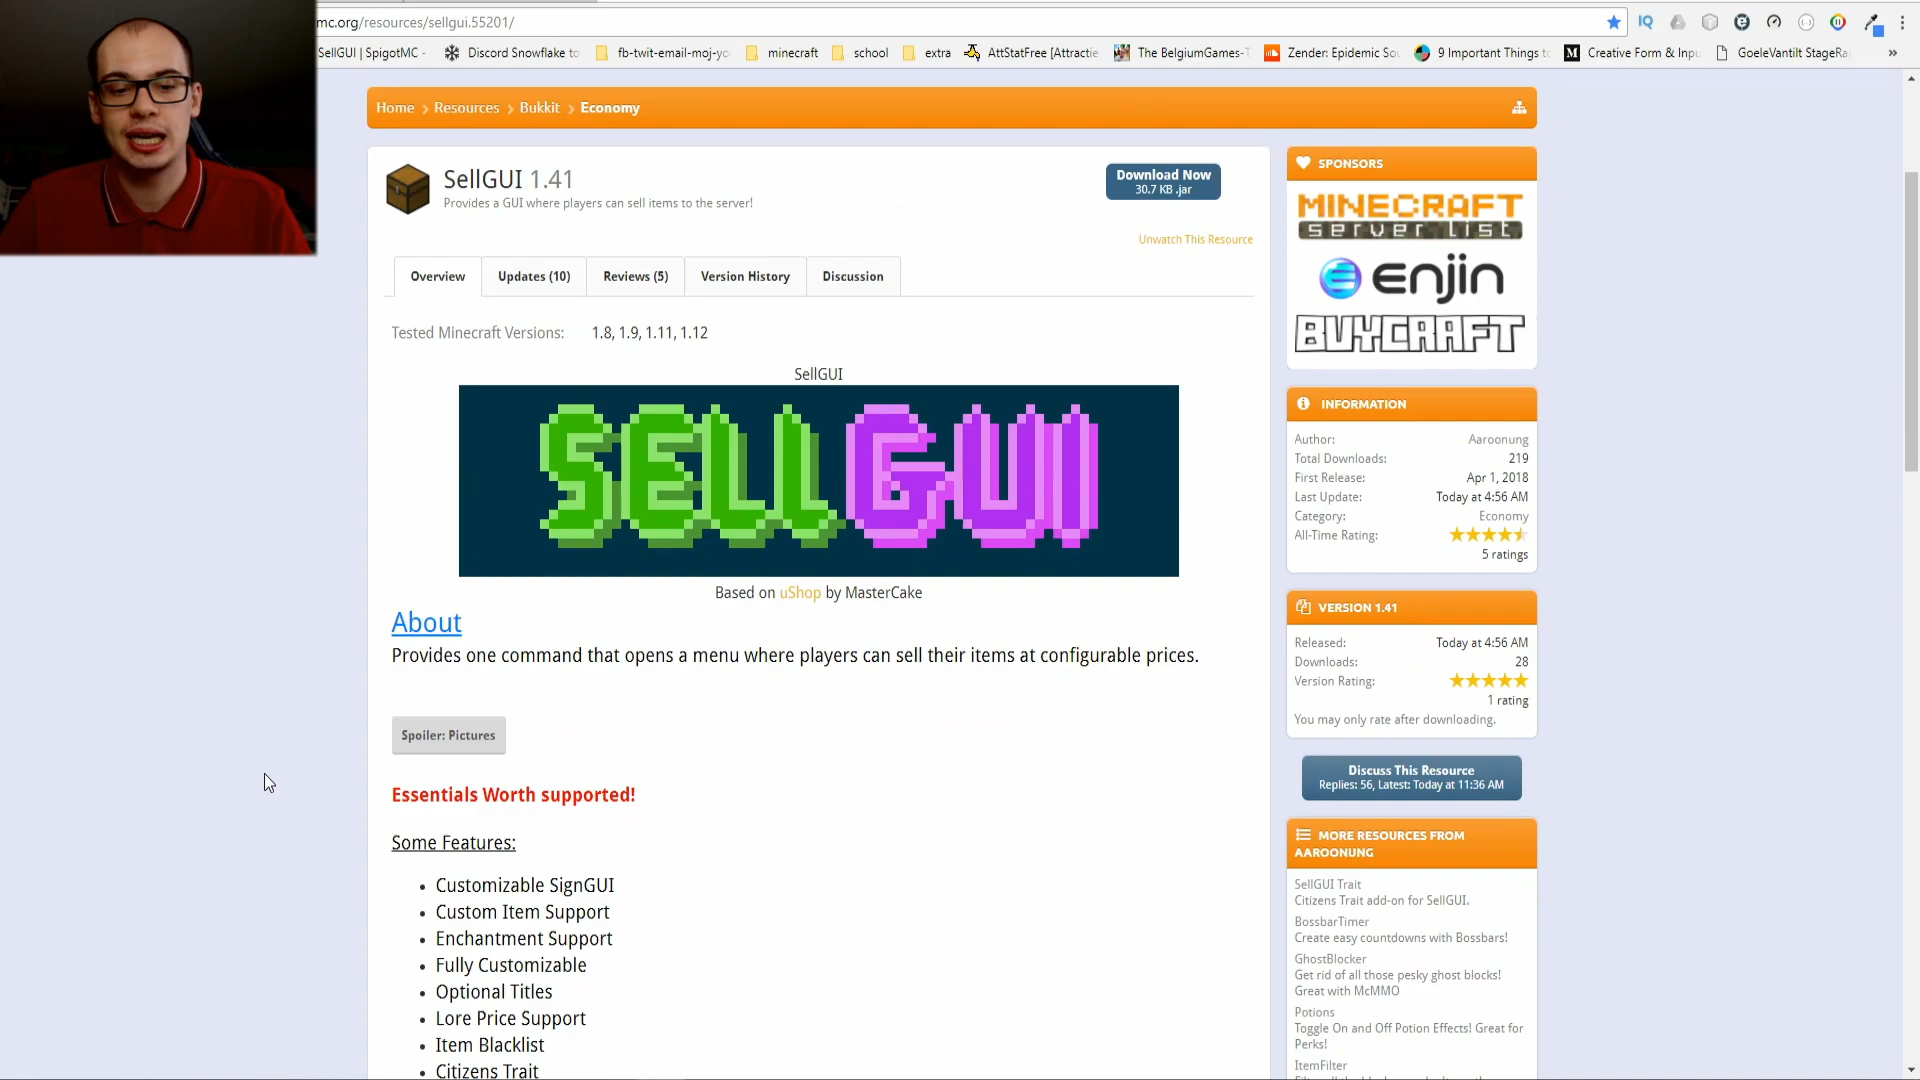 mc.org/resources/sellgui.55201/
SellGUI | SpigotMC -
Discord Snowflake to
fb-twit-email-moj-yo
minecraft
school
extra
AttStatFree [Attractie
The BelgiumGames-T
Zender: Epidemic Sou
9 Important Things to
Creative Form & Inpu
GoeleVantilt StageRa
»
Home
Resources
Bukkit
Economy
SellGUI 1.41
Provides a GUI where players can sell items to the server!
Download Now
30.7 KB .jar
Unwatch This Resource
Overview
Updates (10)
Reviews (5)
Version History
Discussion
Tested Minecraft Versions: 1.8, 1.9, 1.11, 1.12
SellGUI
SELLGUI
Based on uShop by MasterCake
About
Provides one command that opens a menu where players can sell their items at configurable prices.
Spoiler: Pictures
Essentials Worth supported!
Some Features:
• Customizable SignGUI
• Custom Item Support
• Enchantment Support
• Fully Customizable
• Optional Titles
• Lore Price Support
• Item Blacklist
• Citizens Trait
SPONSORS
MINECRAFT
server list
enjin
BUYCRAFT
INFORMATION
Author: Aaroonung
Total Downloads: 219
First Release: Apr 1, 2018
Last Update: Today at 4:56 AM
Category: Economy
All-Time Rating:
5 ratings
VERSION 1.41
Released: Today at 4:56 AM
Downloads: 28
Version Rating:
1 rating
You may only rate after downloading.
Discuss This Resource
Replies: 56, Latest: Today at 11:36 AM
MORE RESOURCES FROM
AAROONUNG
SellGUI Trait
Citizens Trait add-on for SellGUI.
BossbarTimer
Create easy countdowns with Bossbars!
GhostBlocker
Get rid of all those pesky ghost blocks!
Great with McMMO
Potions
Toggle On and Off Potion Effects! Great for
Perks!
ItemFilter